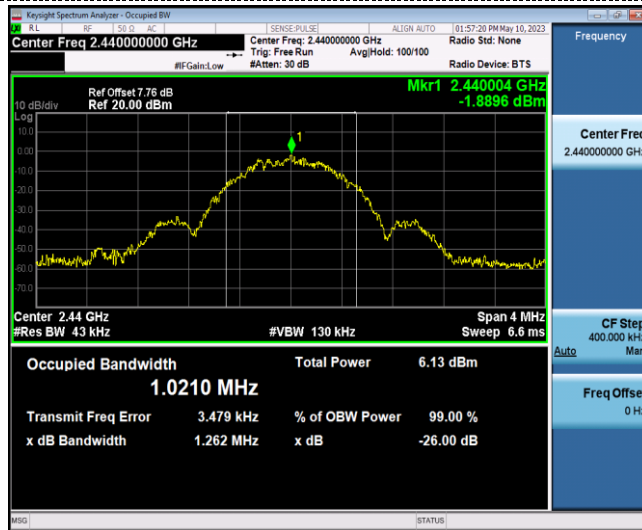 Keysight Spectrum Analyzer - Occupied BW
RL RF 50 Ω AC SENSE:PULSE ALIGN AUTO 01:57:20 PM May 10, 2023
Center Freq 2.440000000 GHz
Center Freq: 2.440000000 GHz
Radio Std: None
Trig: Free Run Avg|Hold: 100/100
#IFGain:Low #Atten: 30 dB Radio Device: BTS
Mkr1 2.440004 GHz
-1.8896 dBm
Ref Offset 7.76 dB
10 dB/div Ref 20.00 dBm
Log
10.0
0.00
-10.0
-20.0
-30.0
-40.0
-50.0
-60.0
-70.0
1
Center 2.44 GHz Span 4 MHz
#Res BW 43 kHz #VBW 130 kHz Sweep 6.6 ms
Occupied Bandwidth Total Power 6.13 dBm
1.0210 MHz
Transmit Freq Error 3.479 kHz % of OBW Power 99.00 %
x dB Bandwidth 1.262 MHz x dB -26.00 dB
MSG STATUS
Frequency
Center Fre
2.440000000 GH
CF Step
400.000 kH
Auto Ma
Freq Offse
0 H